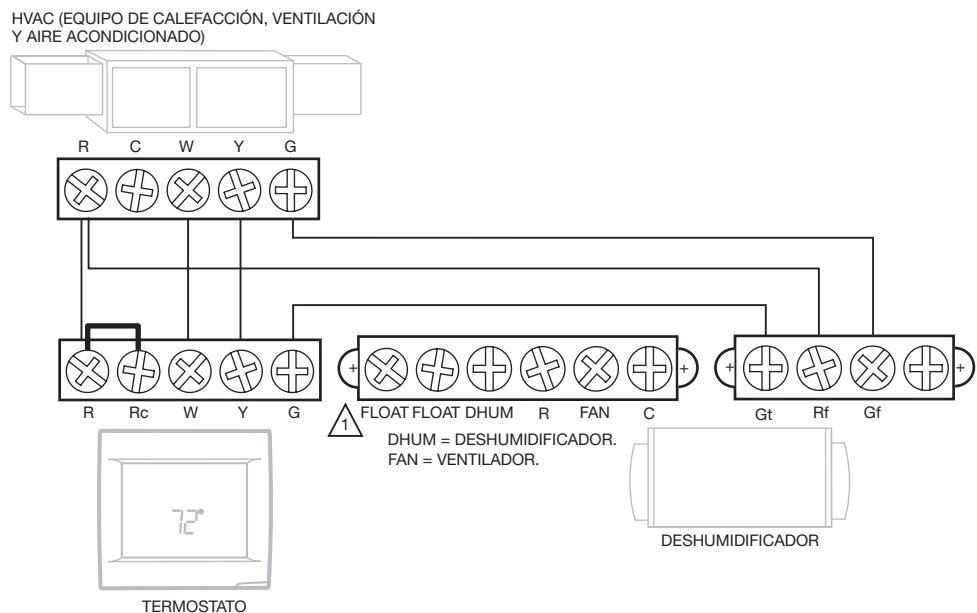 HVAC (EQUIPO DE CALEFACCIÓN, VENTILACIÓN
Y AIRE ACONDICIONADO)
R C W Y G
R Rc W Y G
1
FLOAT FLOAT DHUM R FAN C
Gt Rf Gf
DHUM = DESHUMIDIFICADOR.
FAN = VENTILADOR.
72°
DESHUMIDIFICADOR
TERMOSTATO